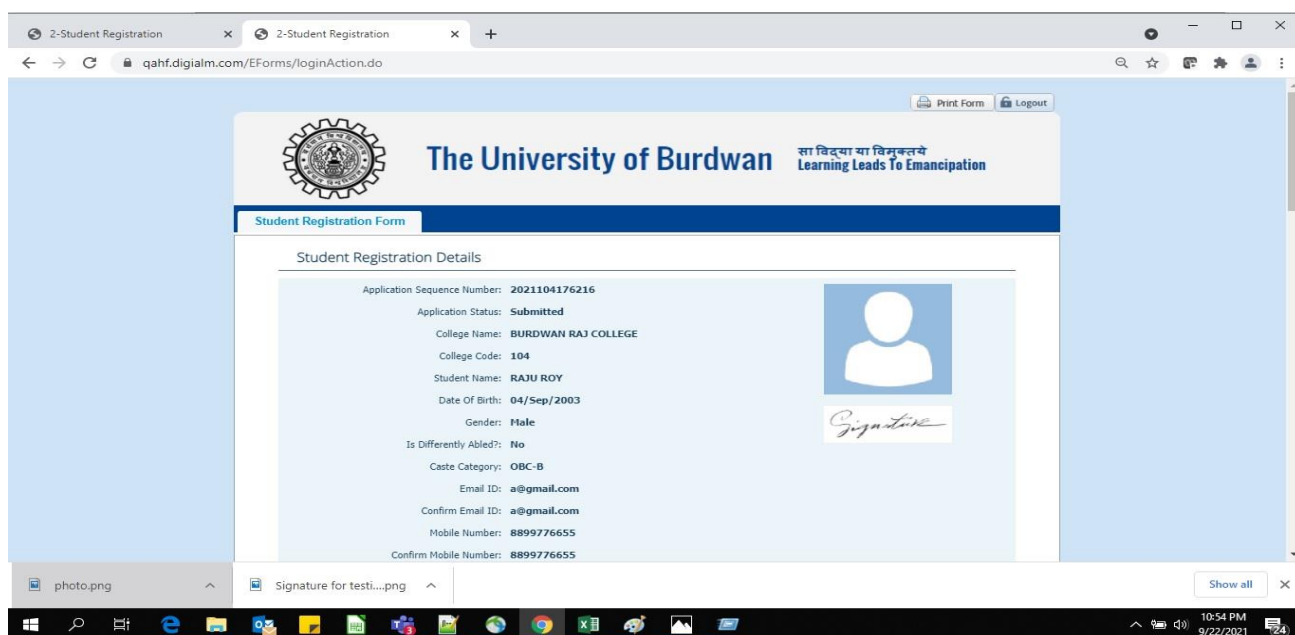 2-Student Registration
2-Student Registration
qahf.digialm.com/EForms/loginAction.do
Print Form
Logout
The University of Burdwan
सा विद्या या विमुक्तये
Learning Leads To Emancipation
Student Registration Form
Student Registration Details
Application Sequence Number: 2021104176216
Application Status: Submitted
College Name: BURDWAN RAJ COLLEGE
College Code: 104
Student Name: RAJU ROY
Date Of Birth: 04/Sep/2003
Gender: Male
Signature
Is Differently Abled?: No
Caste Category: OBC-B
Email ID: a@gmail.com
Confirm Email ID: a@gmail.com
Mobile Number: 8899776655
Confirm Mobile Number: 8899776655
photo.png
Signature for testi....png
Show all
10:54 PM
9/22/2021
24